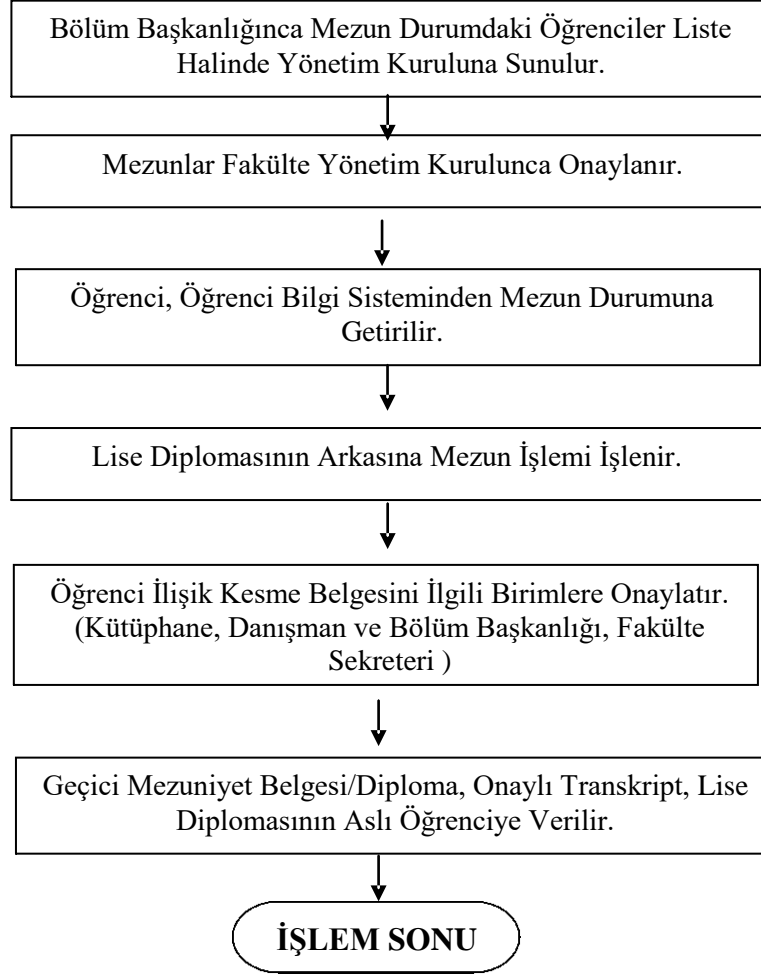 Bölüm Başkanlığınca Mezun Durumdaki Öğrenciler Liste
Halinde Yönetim Kuruluna Sunulur.
Mezunlar Fakülte Yönetim Kurulunca Onaylanır.
Öğrenci, Öğrenci Bilgi Sisteminden Mezun Durumuna
Getirilir.
Lise Diplomasının Arkasına Mezun İşlemi İşlenir.
Öğrenci İlişik Kesme Belgesini İlgili Birimlere Onaylatır.
(Kütüphane, Danışman ve Bölüm Başkanlığı, Fakülte
Sekreteri )
Geçici Mezuniyet Belgesi/Diploma, Onaylı Transkript, Lise
Diplomasının Aslı Öğrenciye Verilir.
İŞLEM SONU